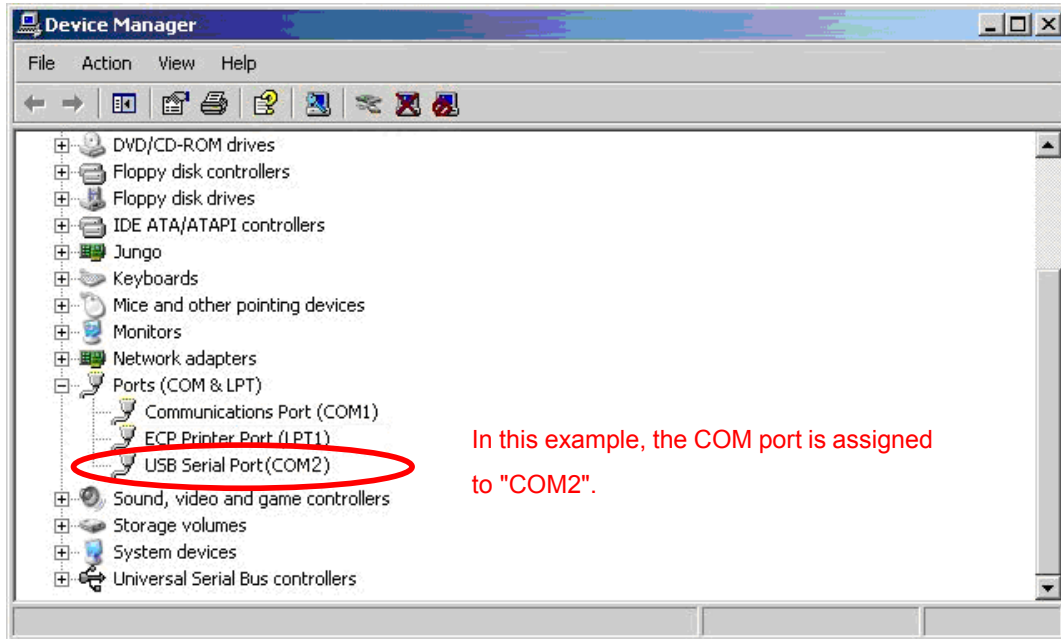 Device Manager
File Action View Help
DVD/CD-ROM drives
Floppy disk controllers
Floppy disk drives
IDE ATA/ATAPI controllers
Jungo
Keyboards
Mice and other pointing devices
Monitors
Network adapters
Ports (COM & LPT)
Communications Port (COM1)
ECP Printer Port (LPT1)
USB Serial Port(COM2)
In this example, the COM port is assigned
to "COM2".
Sound, video and game controllers
Storage volumes
System devices
Universal Serial Bus controllers